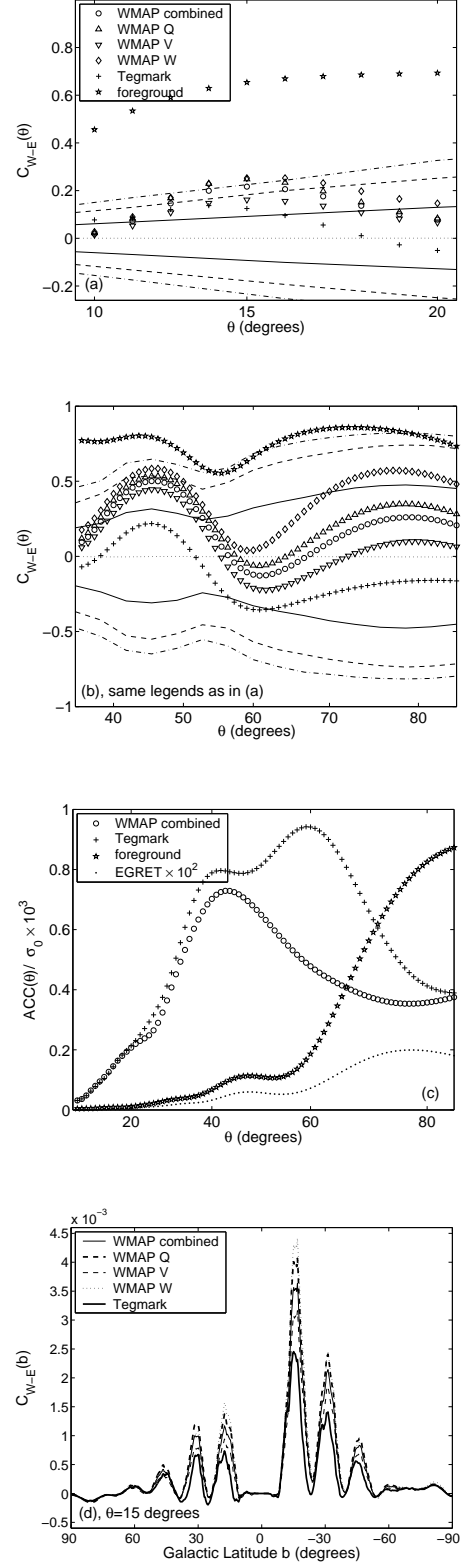 WMAP combined
WMAP Q
WMAP V
WMAP W
Tegmark
foreground
0.8
0.6
0.4
0.2
0
−0.2
C_{W−E}(θ)
(a)
10 15 20
θ (degrees)
1
0.5
0
−0.5
−1
C_{W−E}(θ)
(b), same legends as in (a)
40 50 60 70 80
θ (degrees)
1
0.8
0.6
0.4
0.2
0
ACC(θ)/ σ_0 × 10^3
WMAP combined
Tegmark
foreground
EGRET × 10^2
(c)
20 40 60 80
θ (degrees)
x 10^{−3}
4.5
4
3.5
3
2.5
2
1.5
1
0.5
0
−0.5
C_{W−E}(b)
WMAP combined
WMAP Q
WMAP V
WMAP W
Tegmark
(d), θ=15 degrees
90 60 30 0 −30 −60 −90
Galactic Latitude b (degrees)